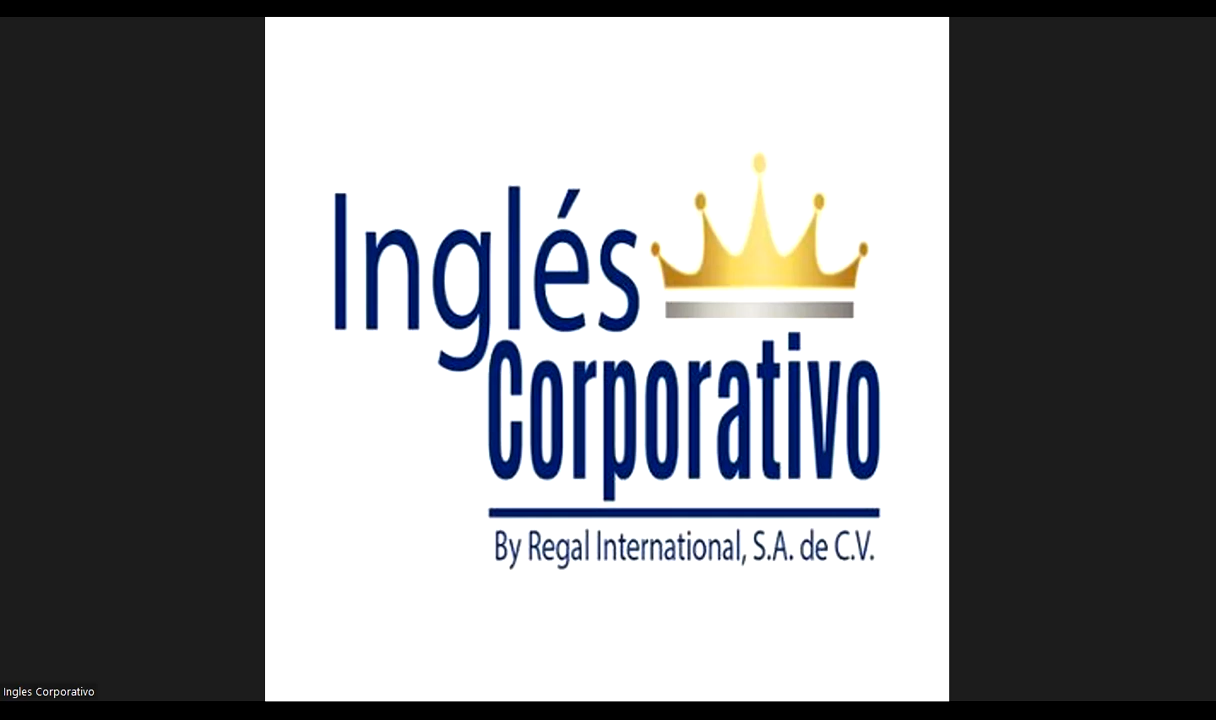 Inglés
Corporativo
By Regal International, S.A. de C.V.
Ingles Corporativo